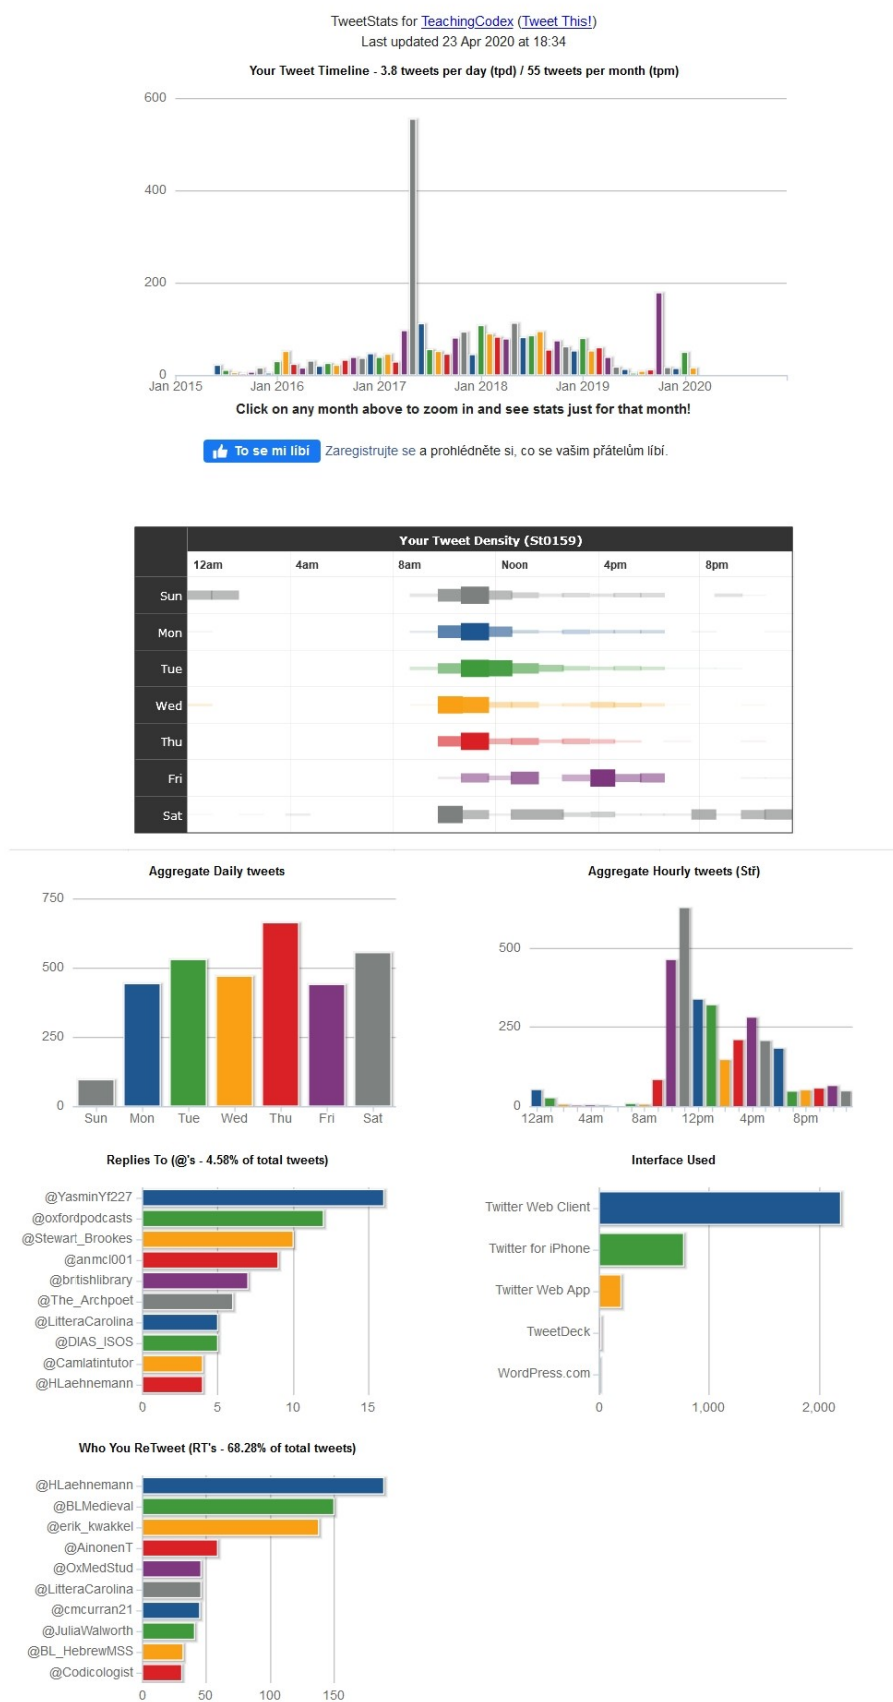 TweetStats for TeachingCodex (Tweet This!)
Last updated 23 Apr 2020 at 18:34
Your Tweet Timeline - 3.8 tweets per day (tpd) / 55 tweets per month (tpm)
600
400
200
0
Jan 2015 Jan 2016 Jan 2017 Jan 2018 Jan 2019 Jan 2020
Click on any month above to zoom in and see stats just for that month!
To se mi líbí Zaregistrujte se a prohlédněte si, co se vašim přátelům líbí.
Your Tweet Density (St0159)
12am 4am 8am Noon 4pm 8pm
Sun
Mon
Tue
Wed
Thu
Fri
Sat
Aggregate Daily tweets
750
500
250
0
Sun Mon Tue Wed Thu Fri Sat
Aggregate Hourly tweets (Stř)
500
250
0
12am 4am 8am 12pm 4pm 8pm
Replies To (@'s - 4.58% of total tweets)
@YasminYf227
@oxfordpodcasts
@Stewart_Brookes
@anmcl001
@britishlibrary
@The_Archpoet
@LitteraCarolina
@DIAS_ISOS
@Camlatintutor
@HLaehnemann
0 5 10 15
Interface Used
Twitter Web Client
Twitter for iPhone
Twitter Web App
TweetDeck
WordPress.com
0 1,000 2,000
Who You ReTweet (RT's - 68.28% of total tweets)
@HLaehnemann
@BLMedieval
@erik_kwakkel
@AinonenT
@OxMedStud
@LitteraCarolina
@cmcurran21
@JuliaWalworth
@BL_HebrewMSS
@Codicologist
0 50 100 150